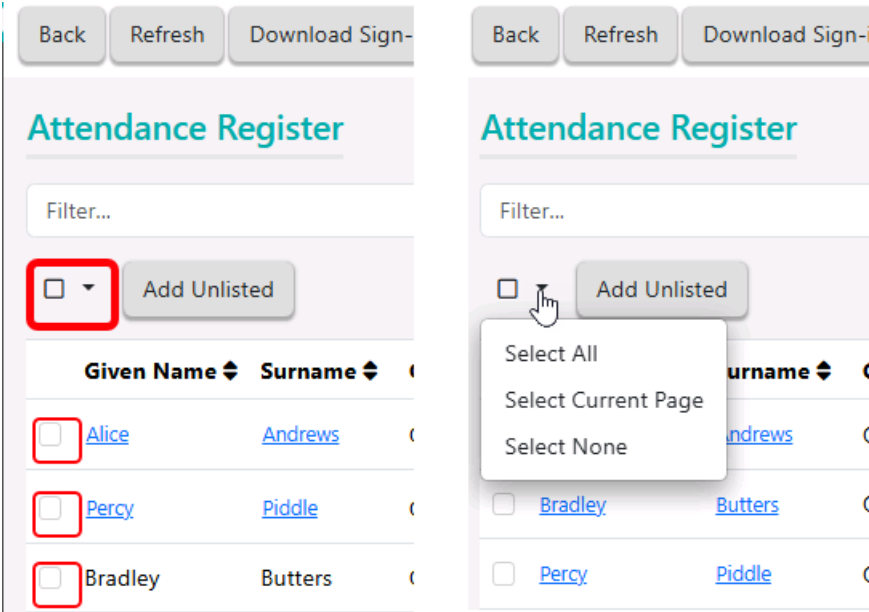 Back Refresh Download Sign-
Attendance Register
Filter...
Add Unlisted
Given Name Surname
Alice Andrews
Percy Piddle
Bradley Butters
Back Refresh Download Sign-i
Attendance Register
Filter...
Add Unlisted
Select All
Select Current Page
Select None
urname
ndrews
Bradley Butters
Percy Piddle